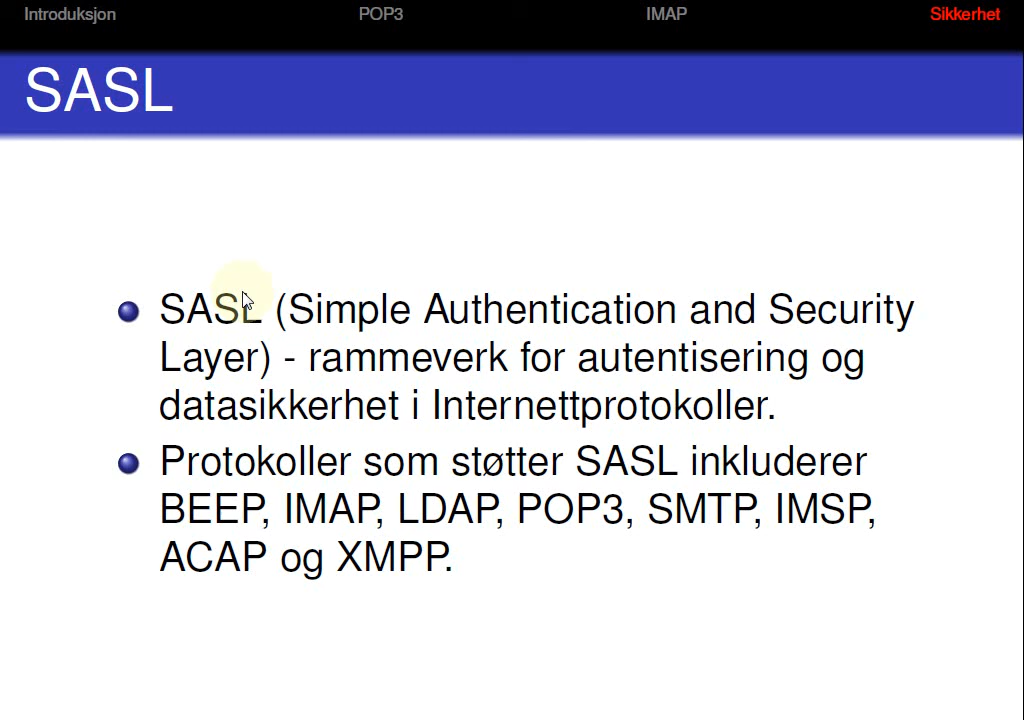 Introduksjon POP3 IMAP Sikkerhet
SASL
SASL (Simple Authentication and Security
Layer) - rammeverk for autentisering og
datasikkerhet i Internettprotokoller.
Protokoller som støtter SASL inkluderer
BEEP, IMAP, LDAP, POP3, SMTP, IMSP,
ACAP og XMPP.